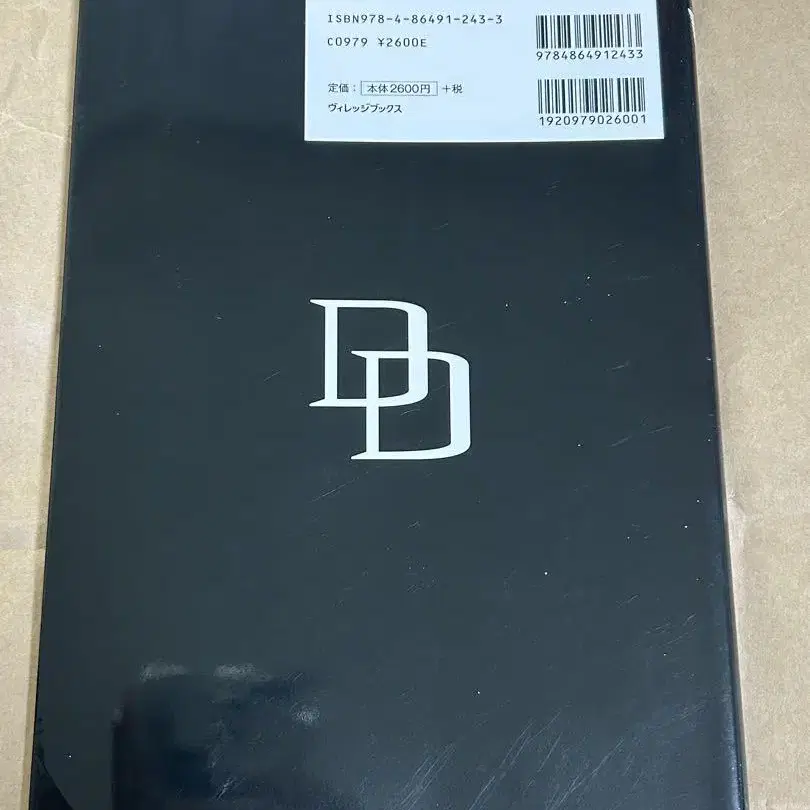 ISBN978-4-86491-243-3
C0979 ¥2600E
定価： 本体2600円 +税
ヴィレッジブックス
9784864912433
1920979026001
DD